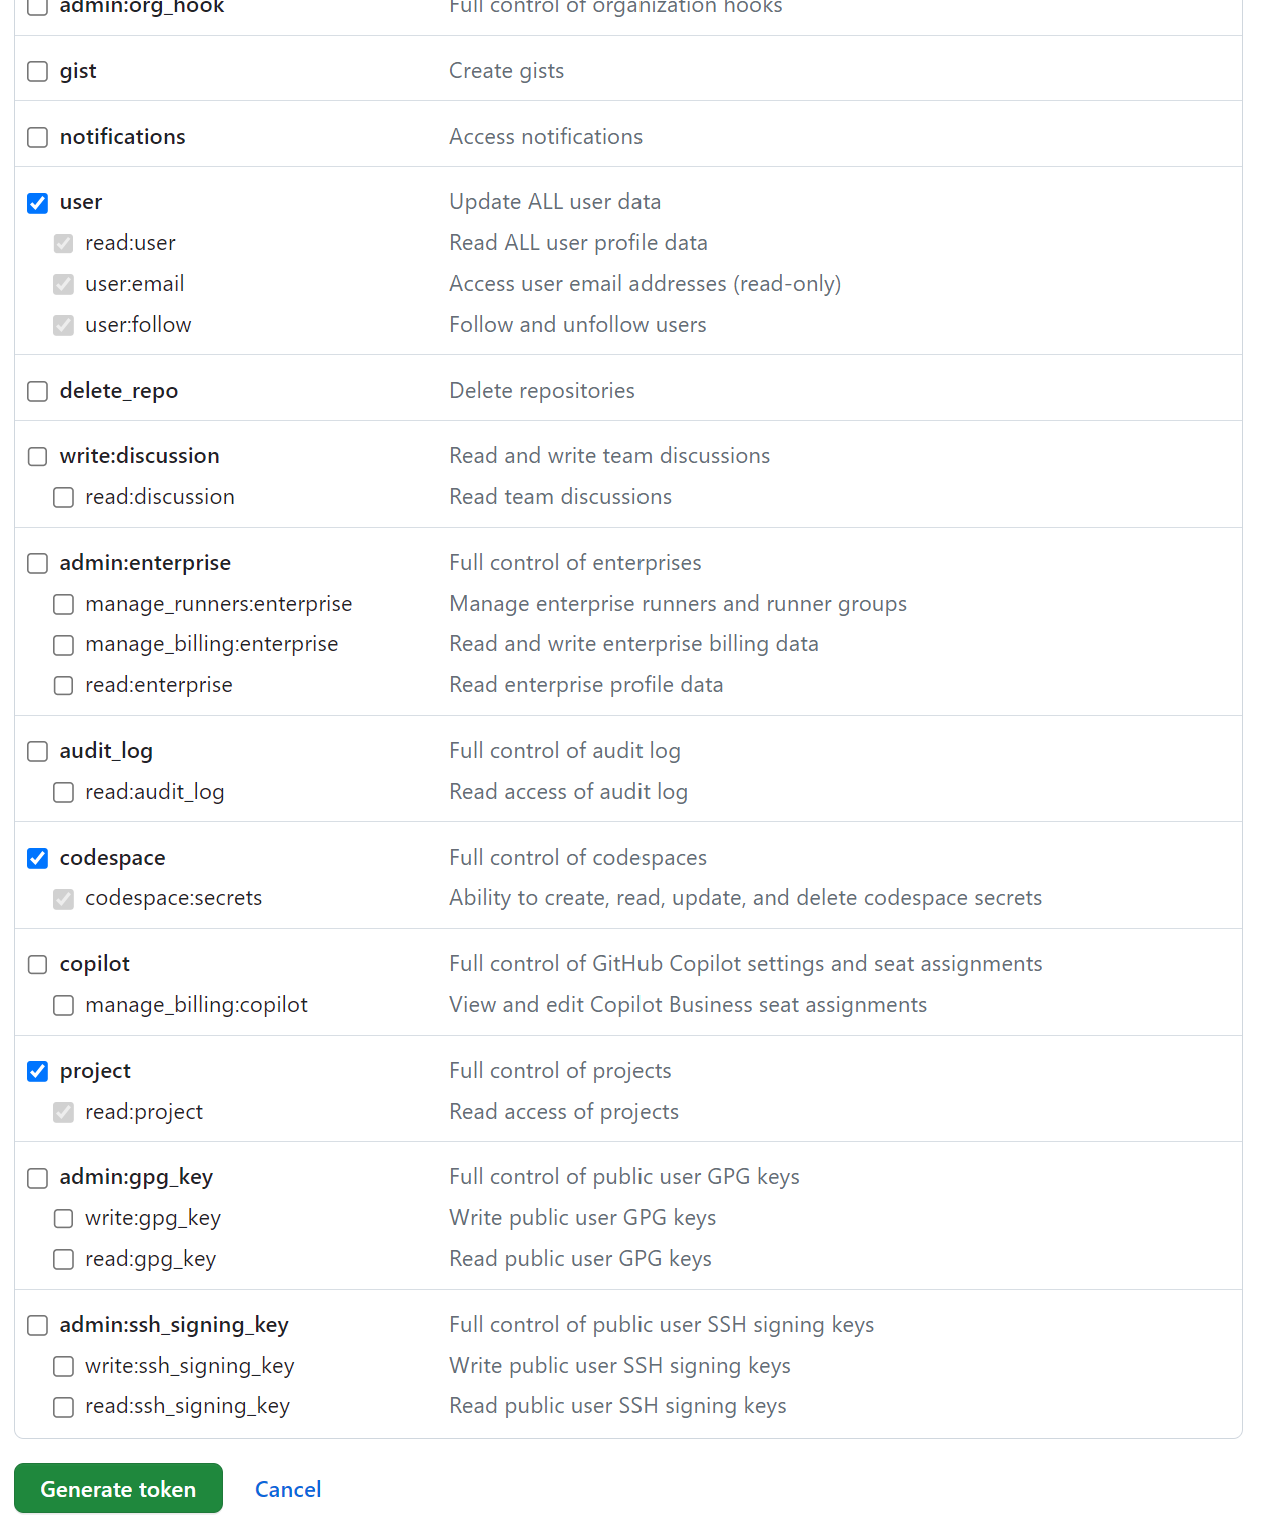 admin:org_hook Full control of organization hooks
gist Create gists
notifications Access notifications
user Update ALL user data
read:user Read ALL user profile data
user:email Access user email addresses (read-only)
user:follow Follow and unfollow users
delete_repo Delete repositories
write:discussion Read and write team discussions
read:discussion Read team discussions
admin:enterprise Full control of enterprises
manage_runners:enterprise Manage enterprise runners and runner groups
manage_billing:enterprise Read and write enterprise billing data
read:enterprise Read enterprise profile data
audit_log Full control of audit log
read:audit_log Read access of audit log
codespace Full control of codespaces
codespace:secrets Ability to create, read, update, and delete codespace secrets
copilot Full control of GitHub Copilot settings and seat assignments
manage_billing:copilot View and edit Copilot Business seat assignments
project Full control of projects
read:project Read access of projects
admin:gpg_key Full control of public user GPG keys
write:gpg_key Write public user GPG keys
read:gpg_key Read public user GPG keys
admin:ssh_signing_key Full control of public user SSH signing keys
write:ssh_signing_key Write public user SSH signing keys
read:ssh_signing_key Read public user SSH signing keys
Generate token Cancel